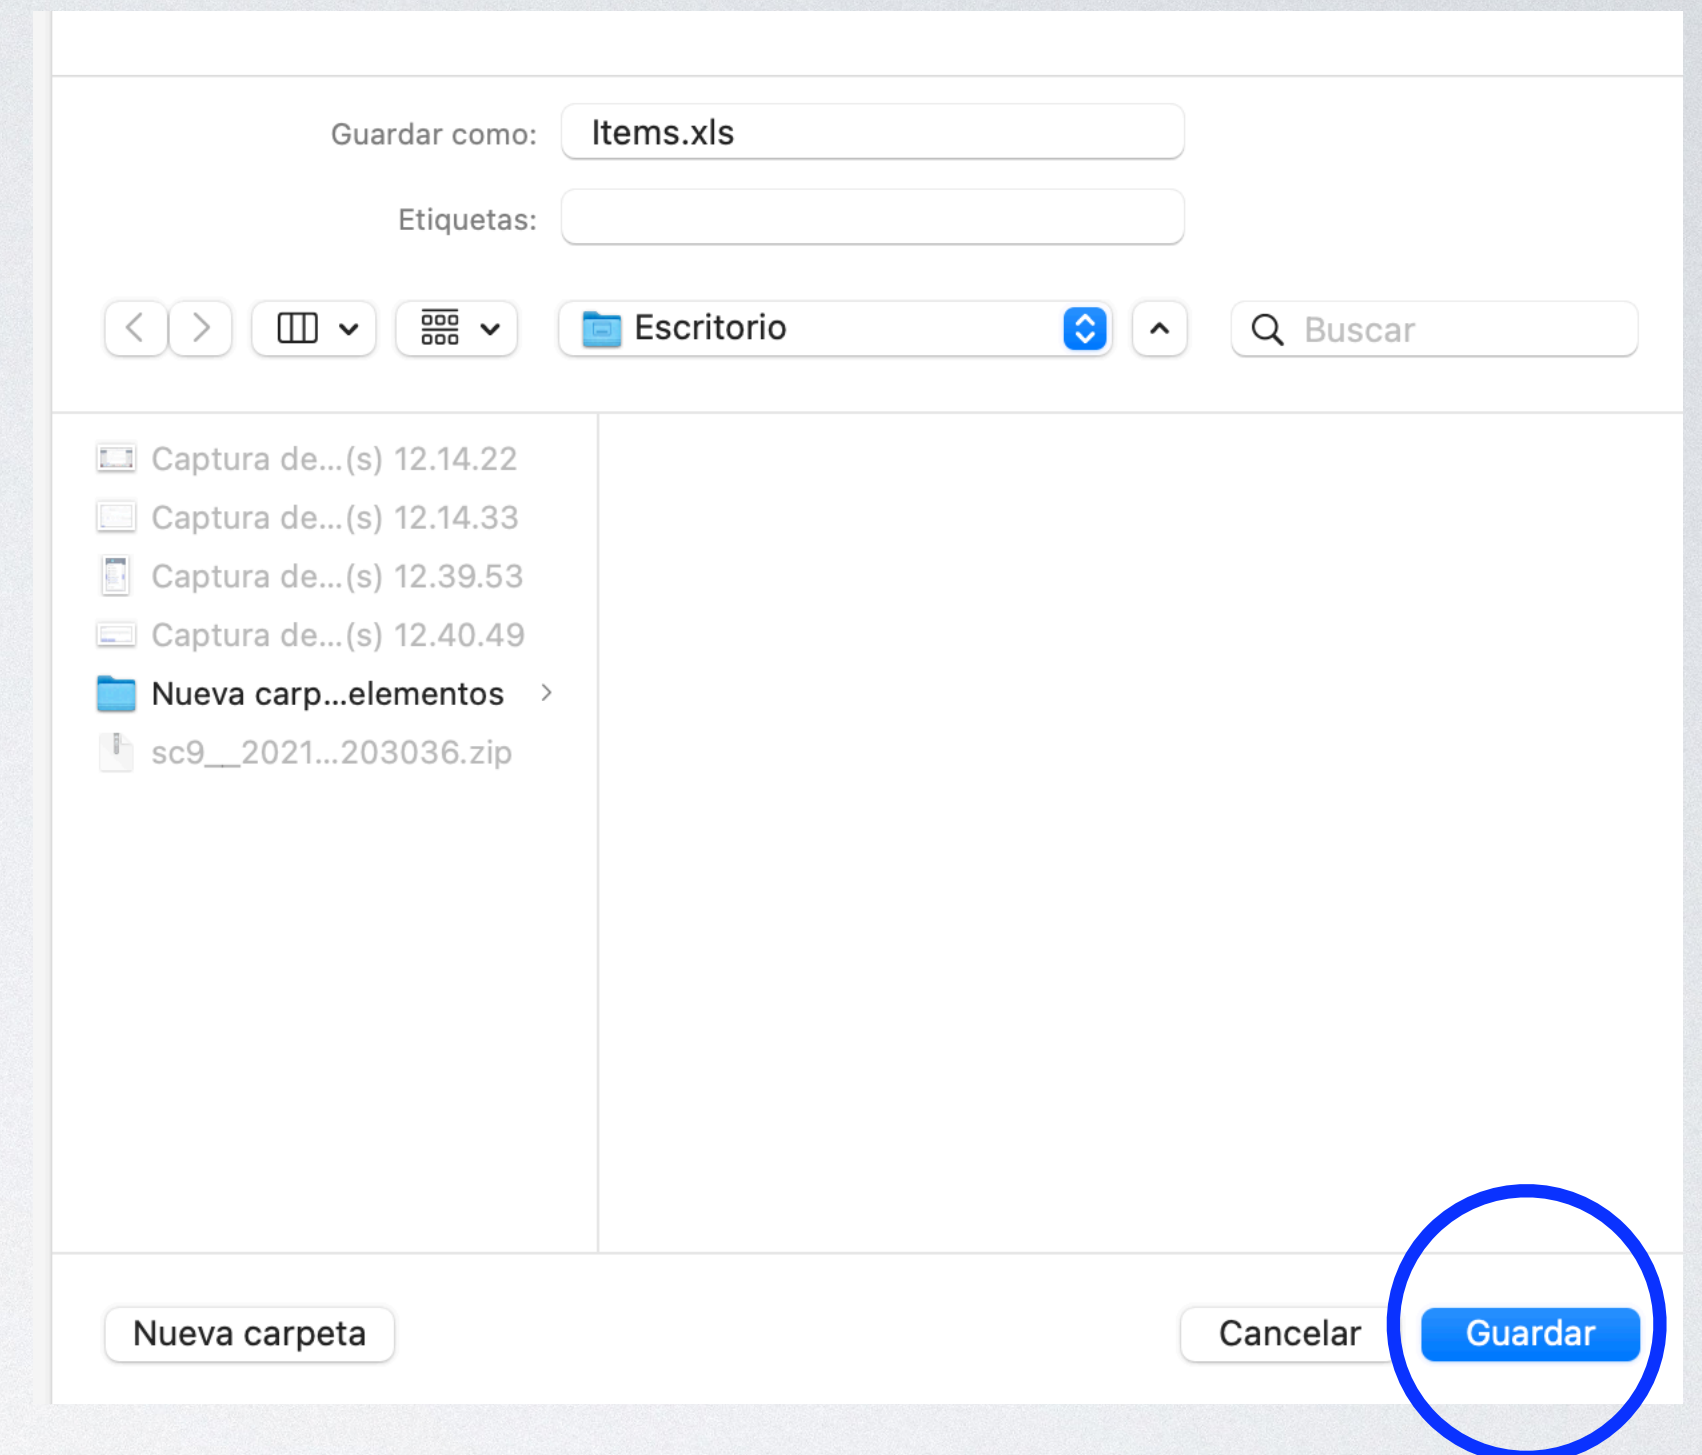 Guardar como: Items.xls
Etiquetas:
Escritorio
Buscar
Captura de...(s) 12.14.22
Captura de...(s) 12.14.33
Captura de...(s) 12.39.53
Captura de...(s) 12.40.49
Nueva carp...elementos
sc9__2021...203036.zip
Nueva carpeta
Cancelar
Guardar